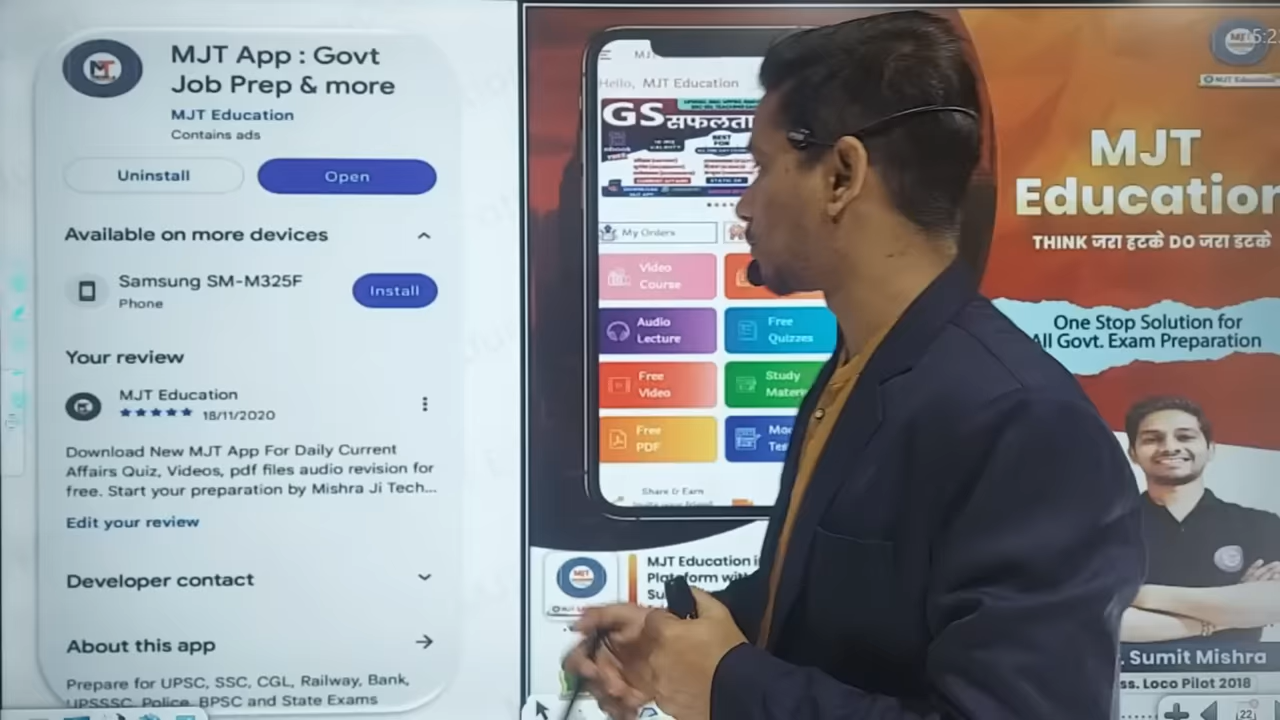 MJT App : Govt
Job Prep & more
MJT Education
Contains ads
Uninstall
Open
Available on more devices
Samsung SM-M325F
Phone
Install
Your review
MJT Education
18/11/2020
Download New MJT App For Daily Current
Affairs Quiz, Videos, pdf files audio revision for
free. Start your preparation by Mishra Ji Tech...
Edit your review
Developer contact
About this app
Prepare for UPSC, SSC, CGL, Railway, Bank,
UPSSSC, Police, BPSC and State Exams
Hello, MJT Education
GS सफलता
My Orders
Video
Course
Audio
Lecture
Free
Quizzes
Free
Video
Study
Free
PDF
Share & Earn
MJT Education
MJT
Education
THINK जरा हटके DO जरा डटके
One Stop Solution for
All Govt. Exam Preparation
Sumit Mishra
ss. Loco Pilot 2018
22